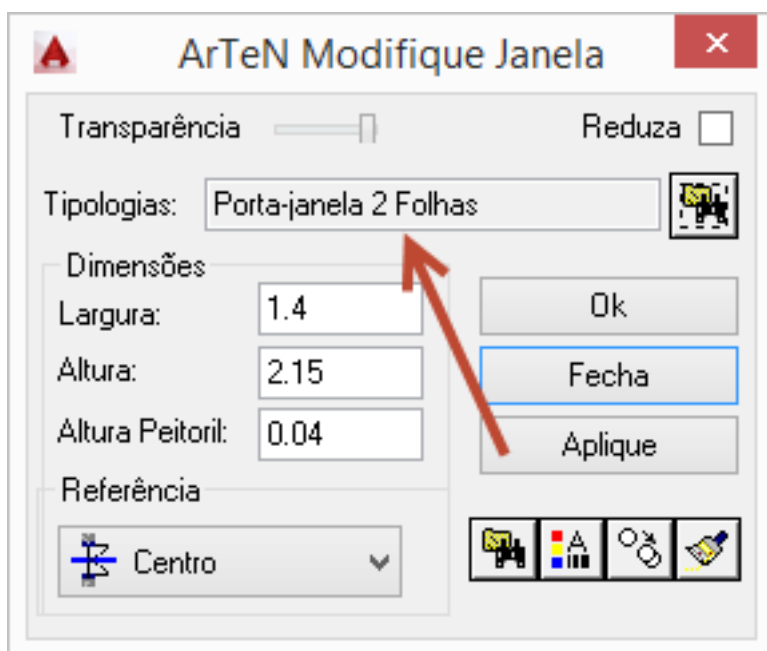 ArTeN Modifique Janela
Transparência Reduza
Tipologias: Porta-janela 2 Folhas
Dimensões
Largura: 1.4 Ok
Altura: 2.15 Fecha
Altura Peitoril: 0.04 Aplique
Referência
Centro